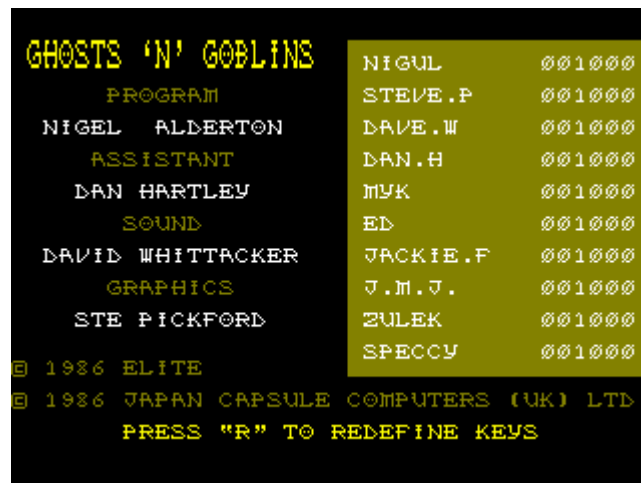 GHOSTS 'N' GOBLINS
PROGRAM
NIGEL ALDERTON
ASSISTANT
DAN HARTLEY
SOUND
DAVID WHITTACKER
GRAPHICS
STE PICKFORD
NIGUL 001000
STEVE.P 001000
DAVE.W 001000
DAN.H 001000
MYK 001000
ED 001000
JACKIE.F 001000
J.M.J. 001000
ZULEK 001000
SPECCY 001000
© 1986 ELITE
© 1986 JAPAN CAPSULE COMPUTERS (UK) LTD
PRESS "R" TO REDEFINE KEYS